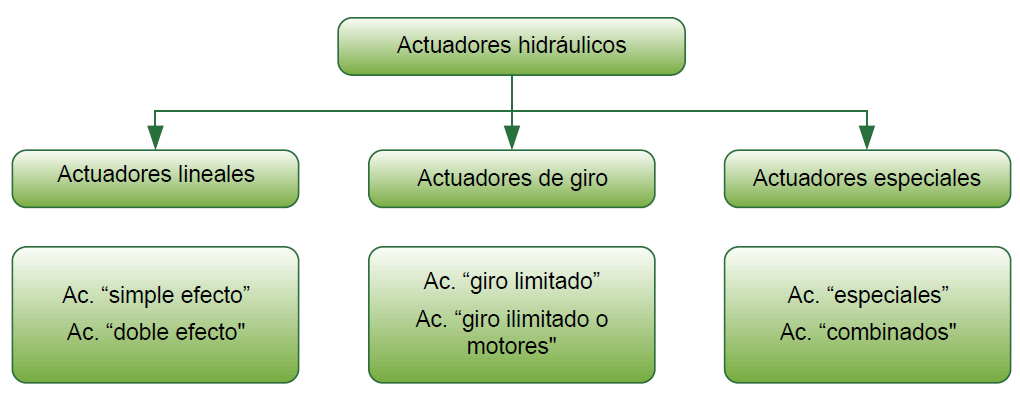 Actuadores hidráulicos
Actuadores lineales
Actuadores de giro
Actuadores especiales
Ac. “simple efecto”
Ac. “doble efecto"
Ac. “giro limitado”
Ac. “giro ilimitado o
motores"
Ac. “especiales”
Ac. “combinados"